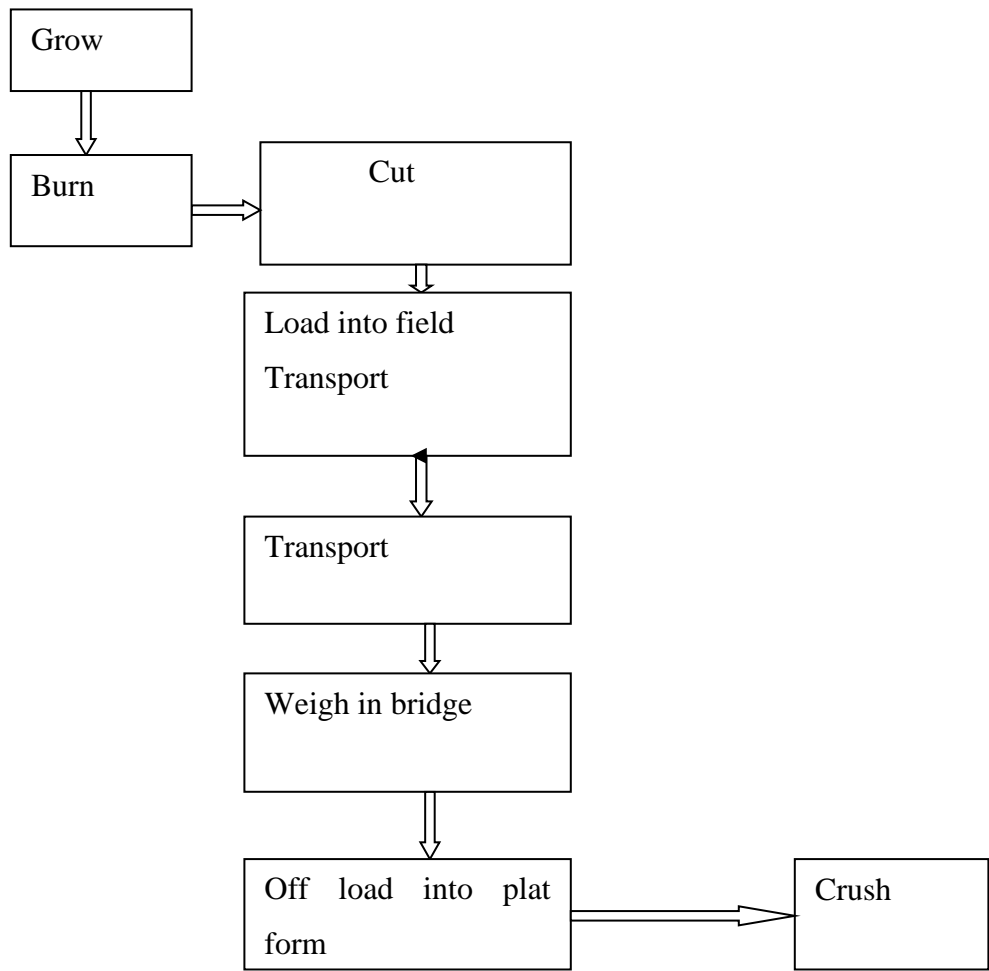 Grow
Burn
Cut
Load into field
Transport
Transport
Weigh in bridge
Off load into plat
form
Crush